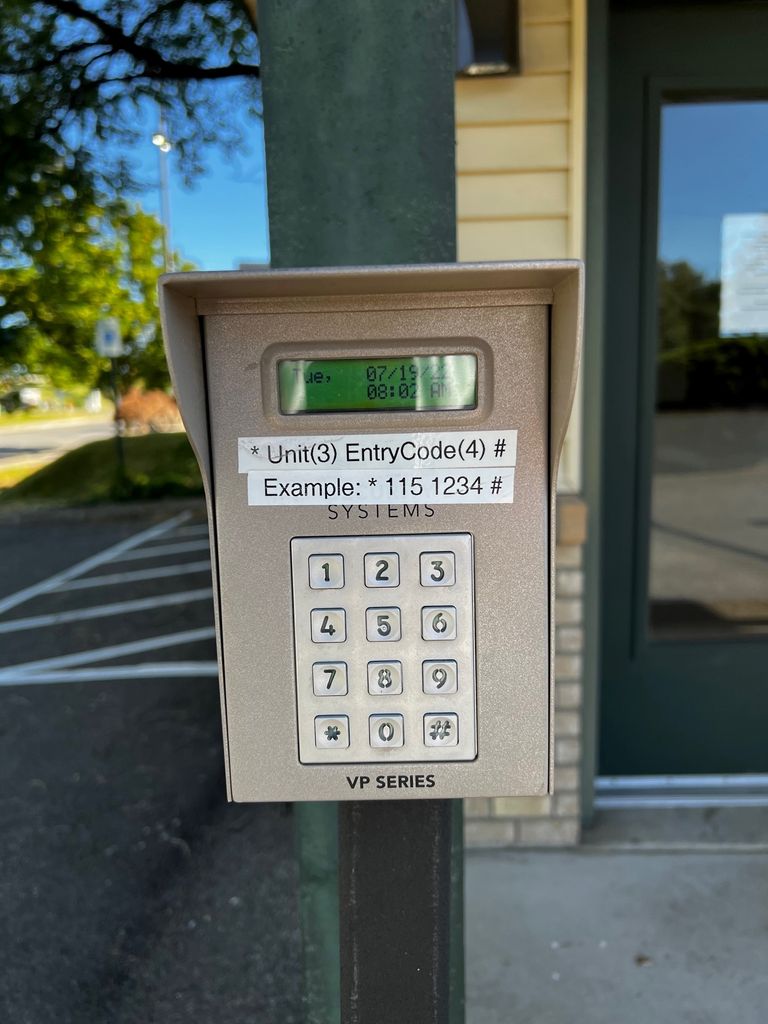 Tue, 07/19/22
08:02 AM
* Unit(3) EntryCode(4) #
Example: * 115 1234 #
SYSTEMS
1 2 3
4 5 6
7 8 9
* 0 #
VP SERIES